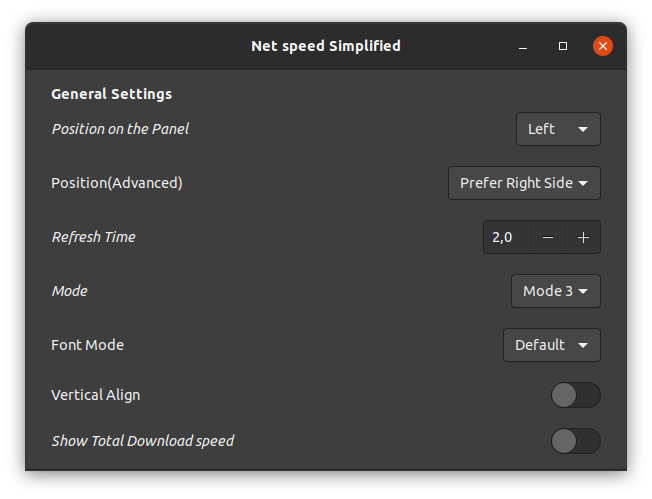 Net speed Simplified
General Settings
Position on the Panel
Left
Position(Advanced)
Prefer Right Side
Refresh Time
2,0
Mode
Mode 3
Font Mode
Default
Vertical Align
Show Total Download speed